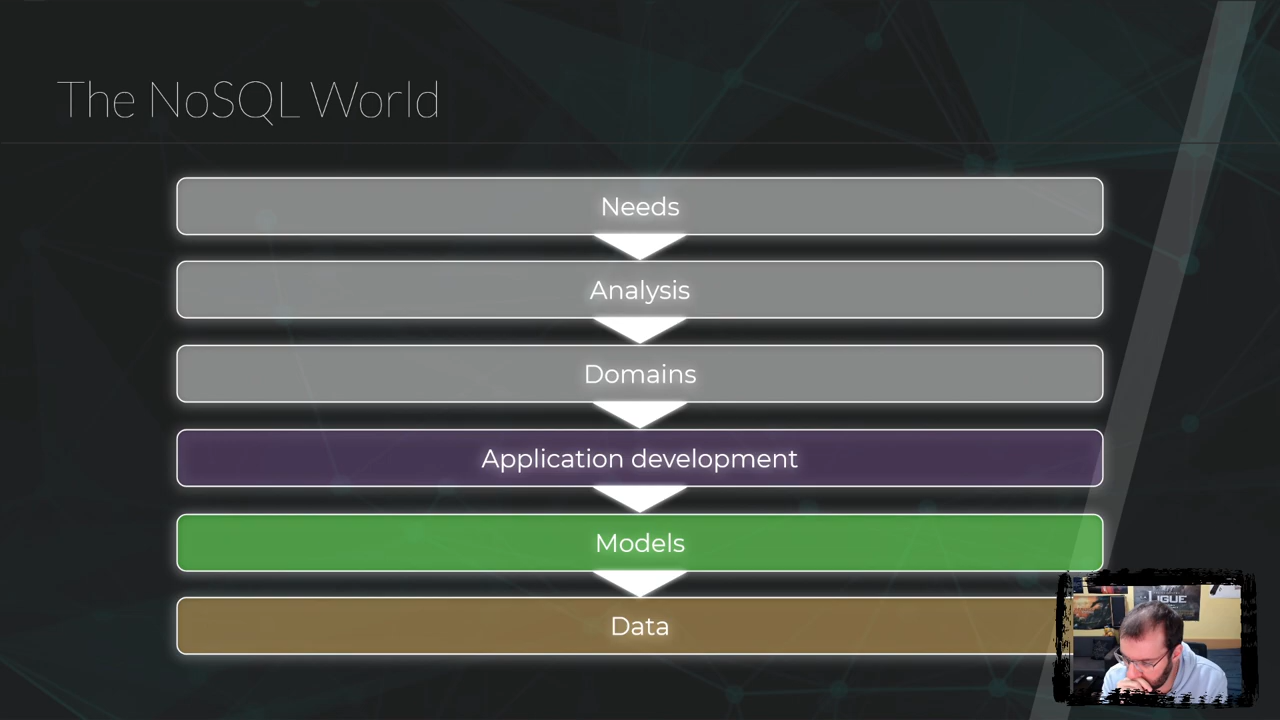 The NoSQL World
Needs
Analysis
Domains
Application development
Models
Data